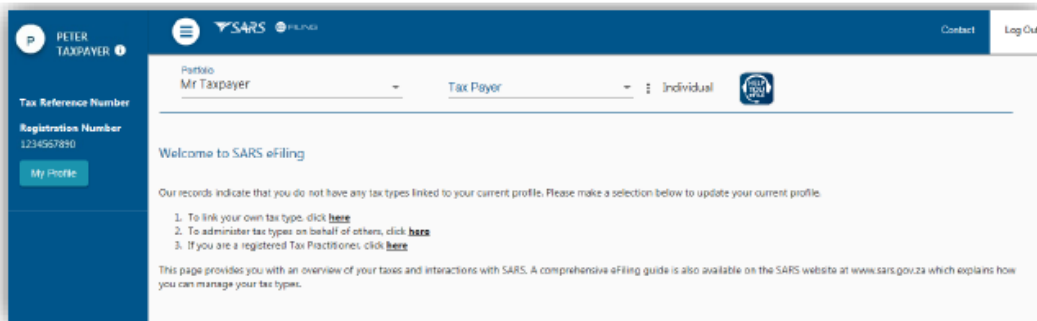 P
PETER
TAXPAYER
SARS eFILING
Contact
Log Out
Portfolio
Mr Taxpayer
Tax Payer
Individual
HELP
YOU
eFILE
Tax Reference Number
Registration Number
1234567890
My Profile
Welcome to SARS eFiling
Our records indicate that you do not have any tax types linked to your current profile. Please make a selection below to update your current profile.
1. To link your own tax type, click here
2. To administer tax types on behalf of others, click here
3. If you are a registered Tax Practitioner, click here
This page provides you with an overview of your taxes and interactions with SARS. A comprehensive eFiling guide is also available on the SARS website at www.sars.gov.za which explains how
you can manage your tax types.